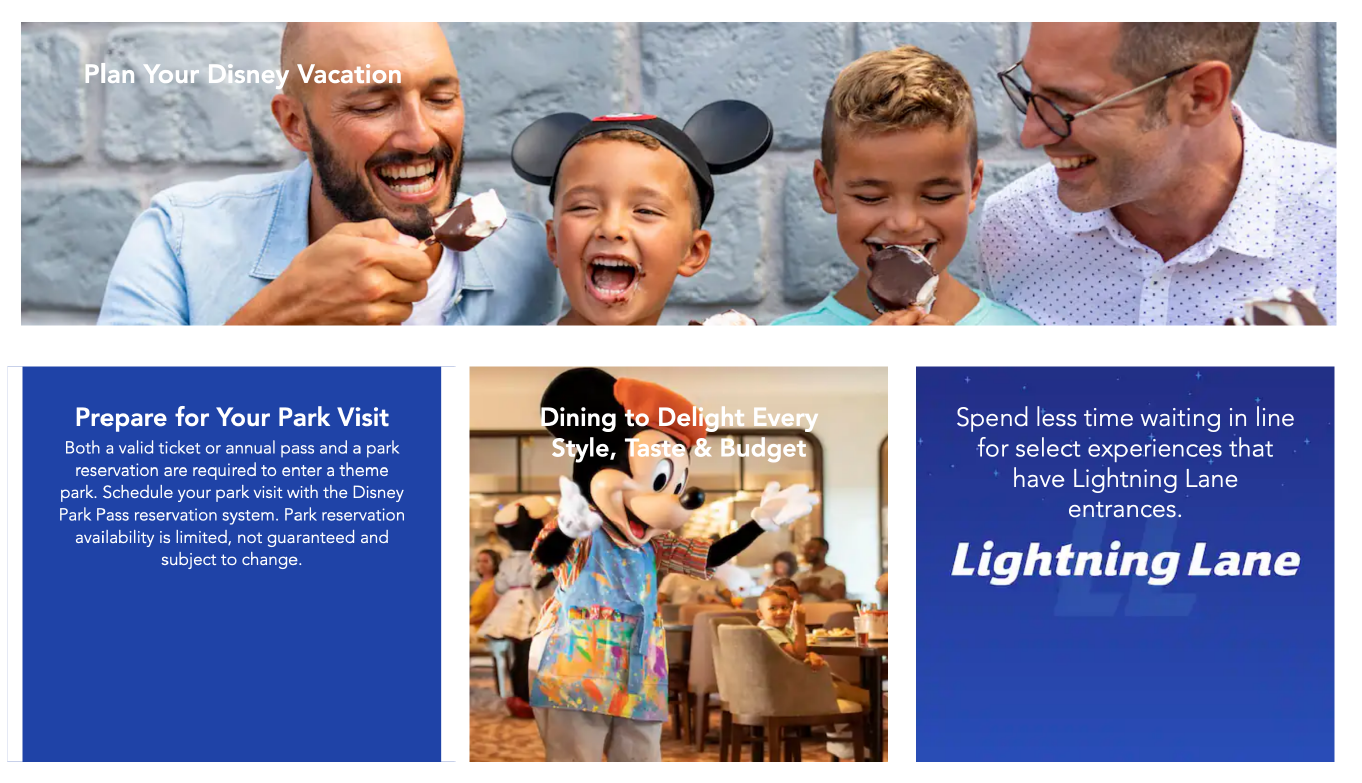 Plan Your Disney Vacation
Prepare for Your Park Visit
Both a valid ticket or annual pass and a park
reservation are required to enter a theme
park. Schedule your park visit with the Disney
Park Pass reservation system. Park reservation
availability is limited, not guaranteed and
subject to change.
Dining to Delight Every
Style, Taste & Budget
Spend less time waiting in line
for select experiences that
have Lightning Lane
entrances.
LL
Lightning Lane